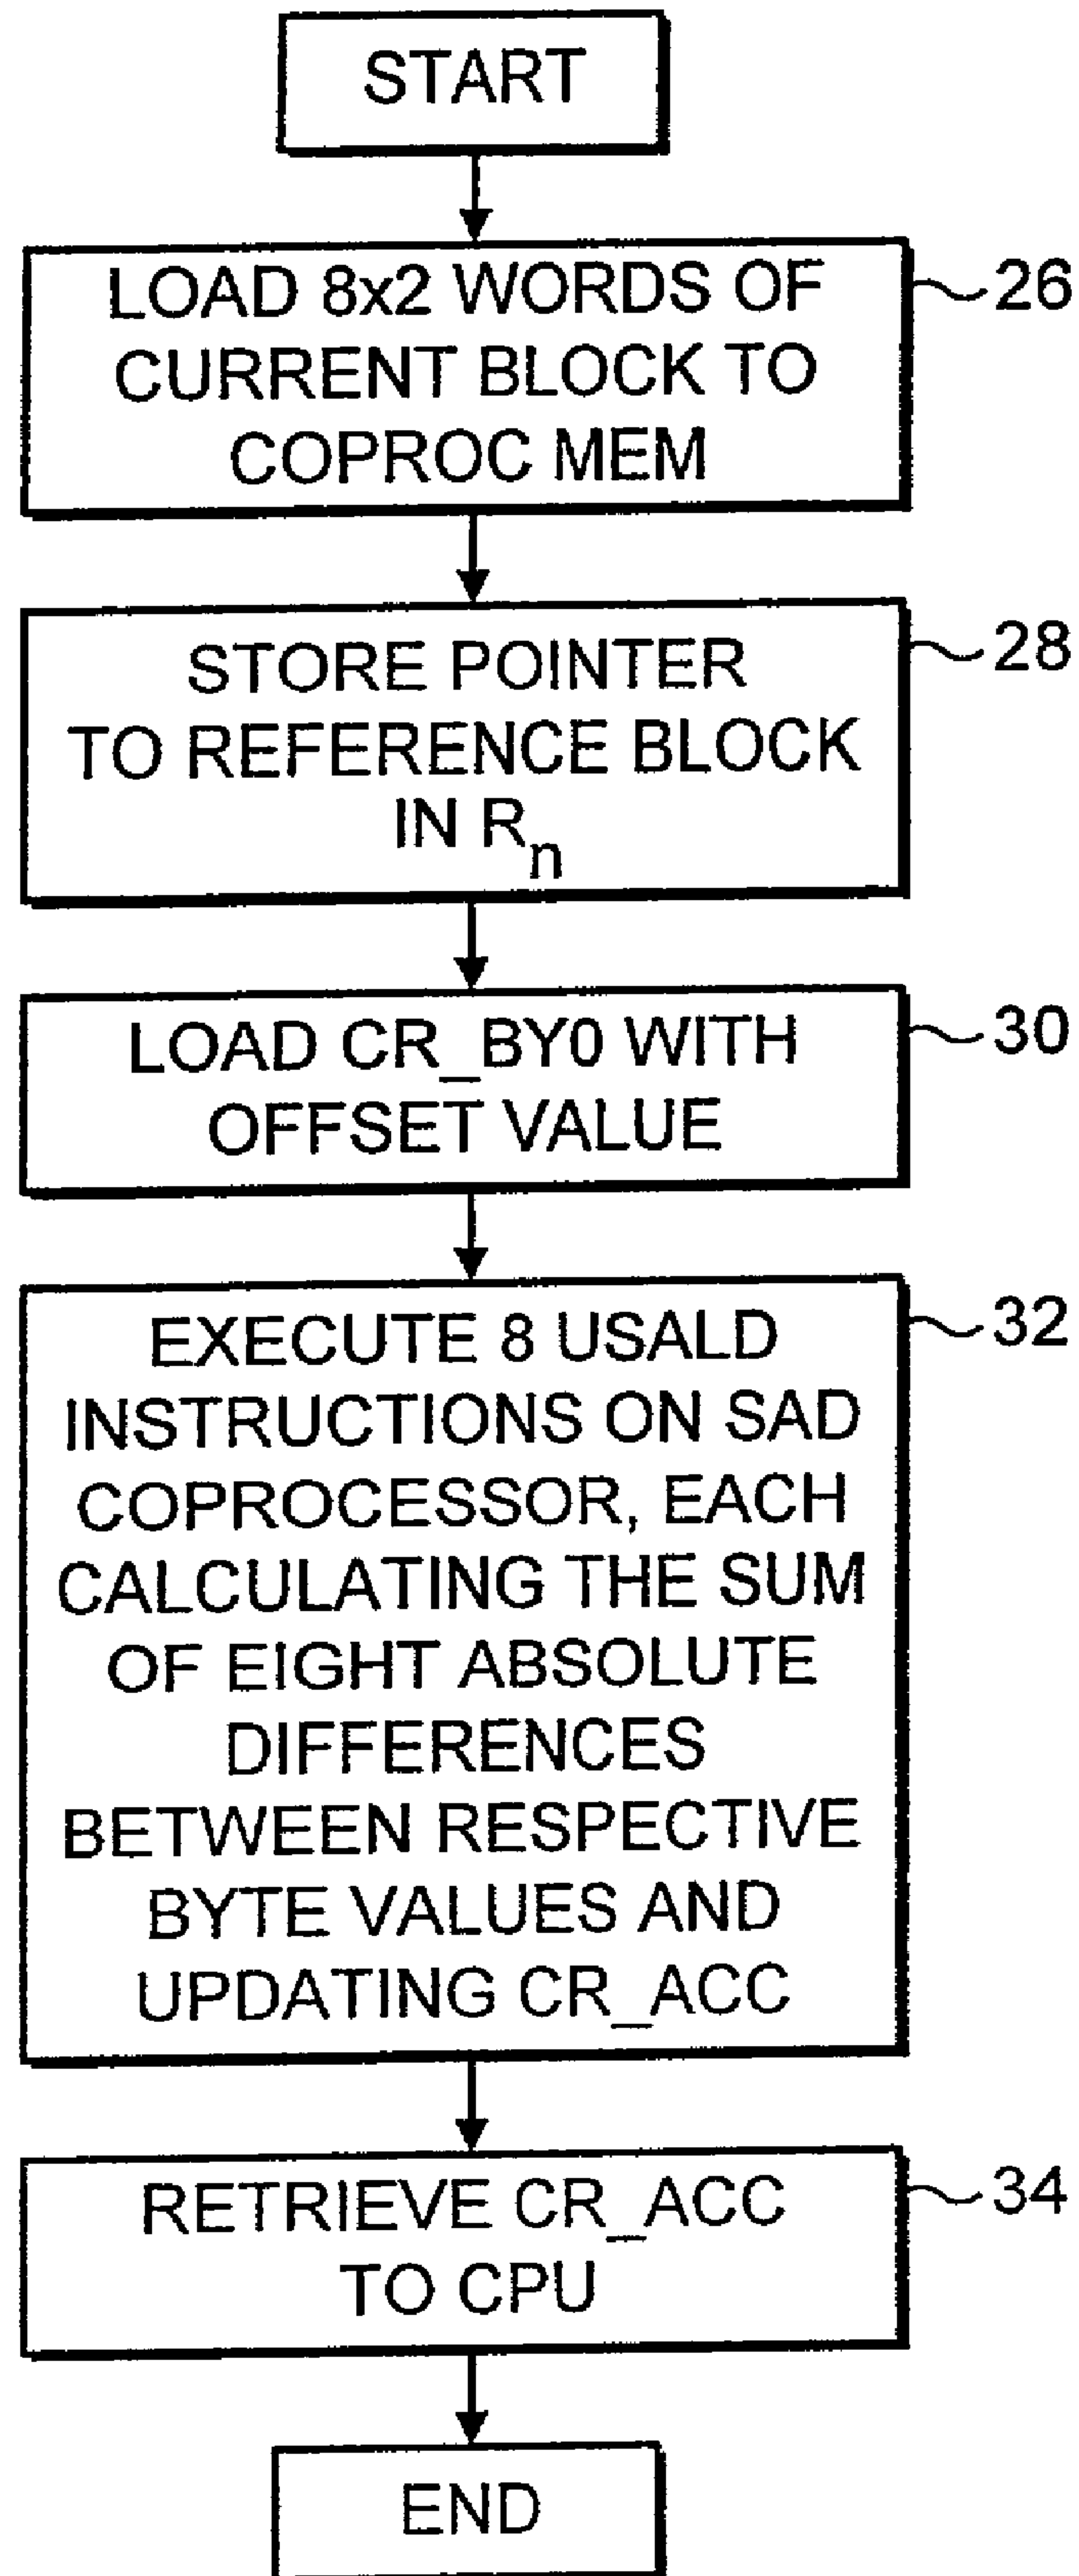 START
LOAD 8x2 WORDS OF
CURRENT BLOCK TO
COPROC MEM
26
STORE POINTER
TO REFERENCE BLOCK
IN Rn
28
LOAD CR_BY0 WITH
OFFSET VALUE
30
EXECUTE 8 USALD
INSTRUCTIONS ON SAD
COPROCESSOR, EACH
CALCULATING THE SUM
OF EIGHT ABSOLUTE
DIFFERENCES
BETWEEN RESPECTIVE
BYTE VALUES AND
UPDATING CR_ACC
32
RETRIEVE CR_ACC
TO CPU
34
END